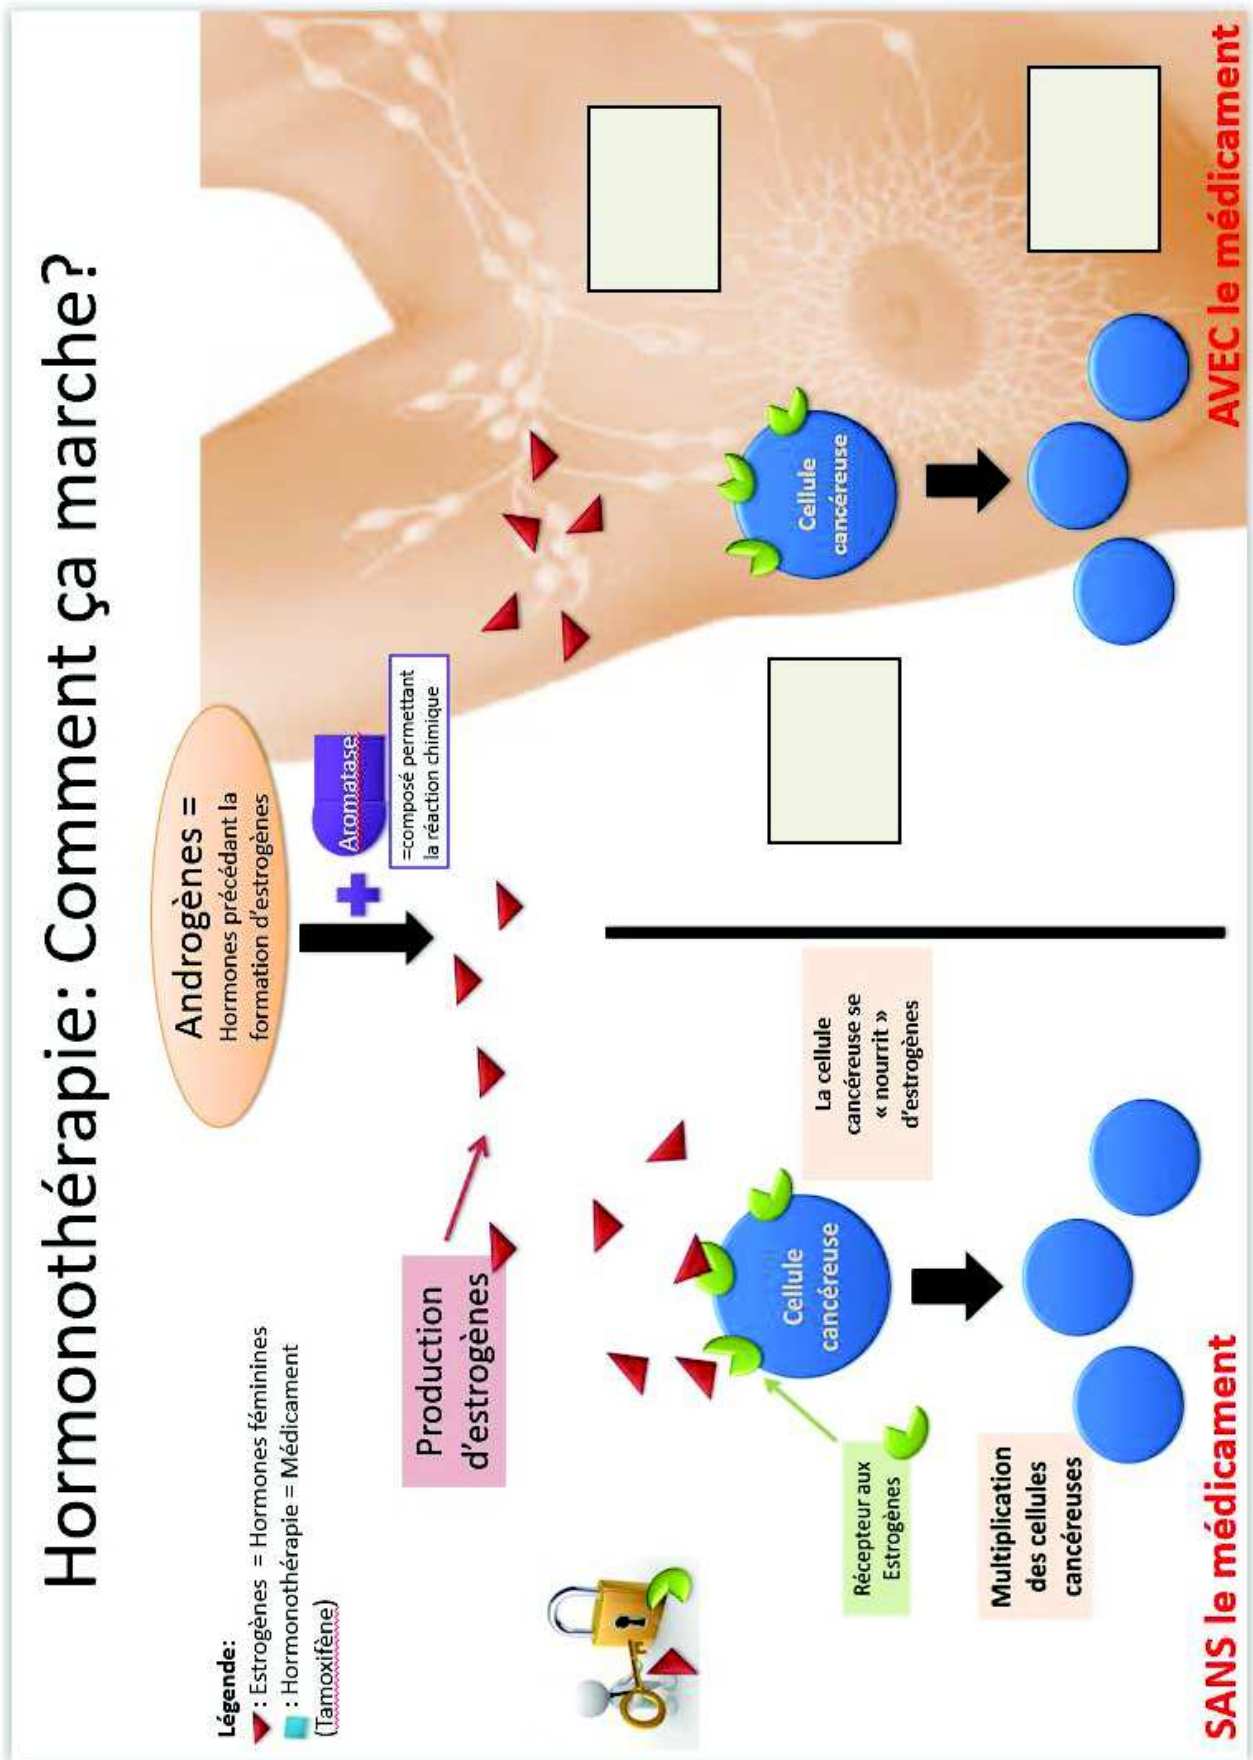 Hormonothérapie: Comment ça marche?
Légende:
: Estrogènes = Hormones féminines
: Hormonothérapie = Médicament
(Tamoxifène)
Androgènes =
Hormones précédant la
formation d'estrogènes
Aromatase
=composé permettant
la réaction chimique
Production
d'estrogènes
Récepteur aux
Estrogènes
Cellule
cancéreuse
La cellule
cancéreuse se
« nourrit »
d'estrogènes
Multiplication
des cellules
cancéreuses
SANS le médicament
Cellule
cancéreuse
AVEC le médicament